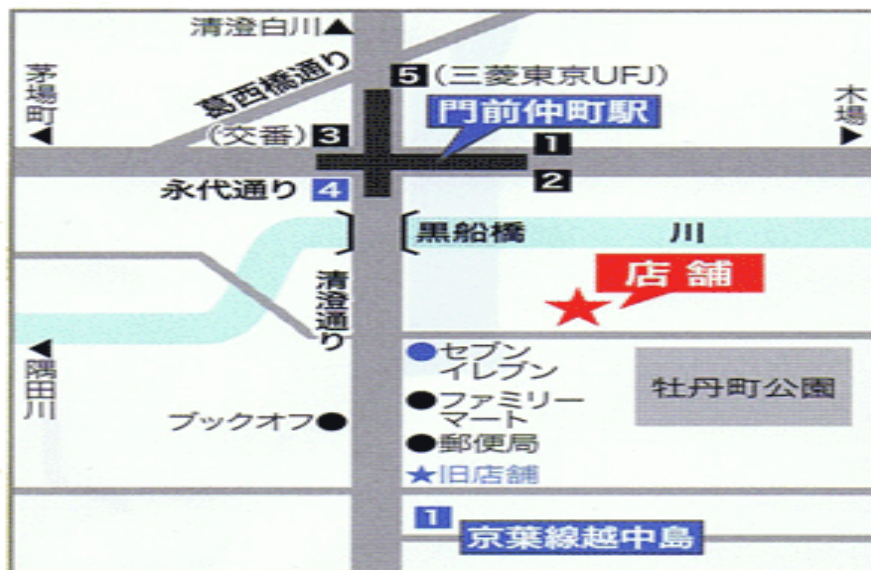 清澄白川▲
葛西橋通り
茅場町
◀
5(三菱東京UFJ)
門前仲町駅
木場
▶
(交番)3
1
永代通り 4
2
黒船橋
川
店舗
清澄通り
◀
隅田川
●セブン
イレブン
牡丹町公園
●ファミリー
マート
ブックオフ●
●郵便局
★旧店舗
1
京葉線越中島